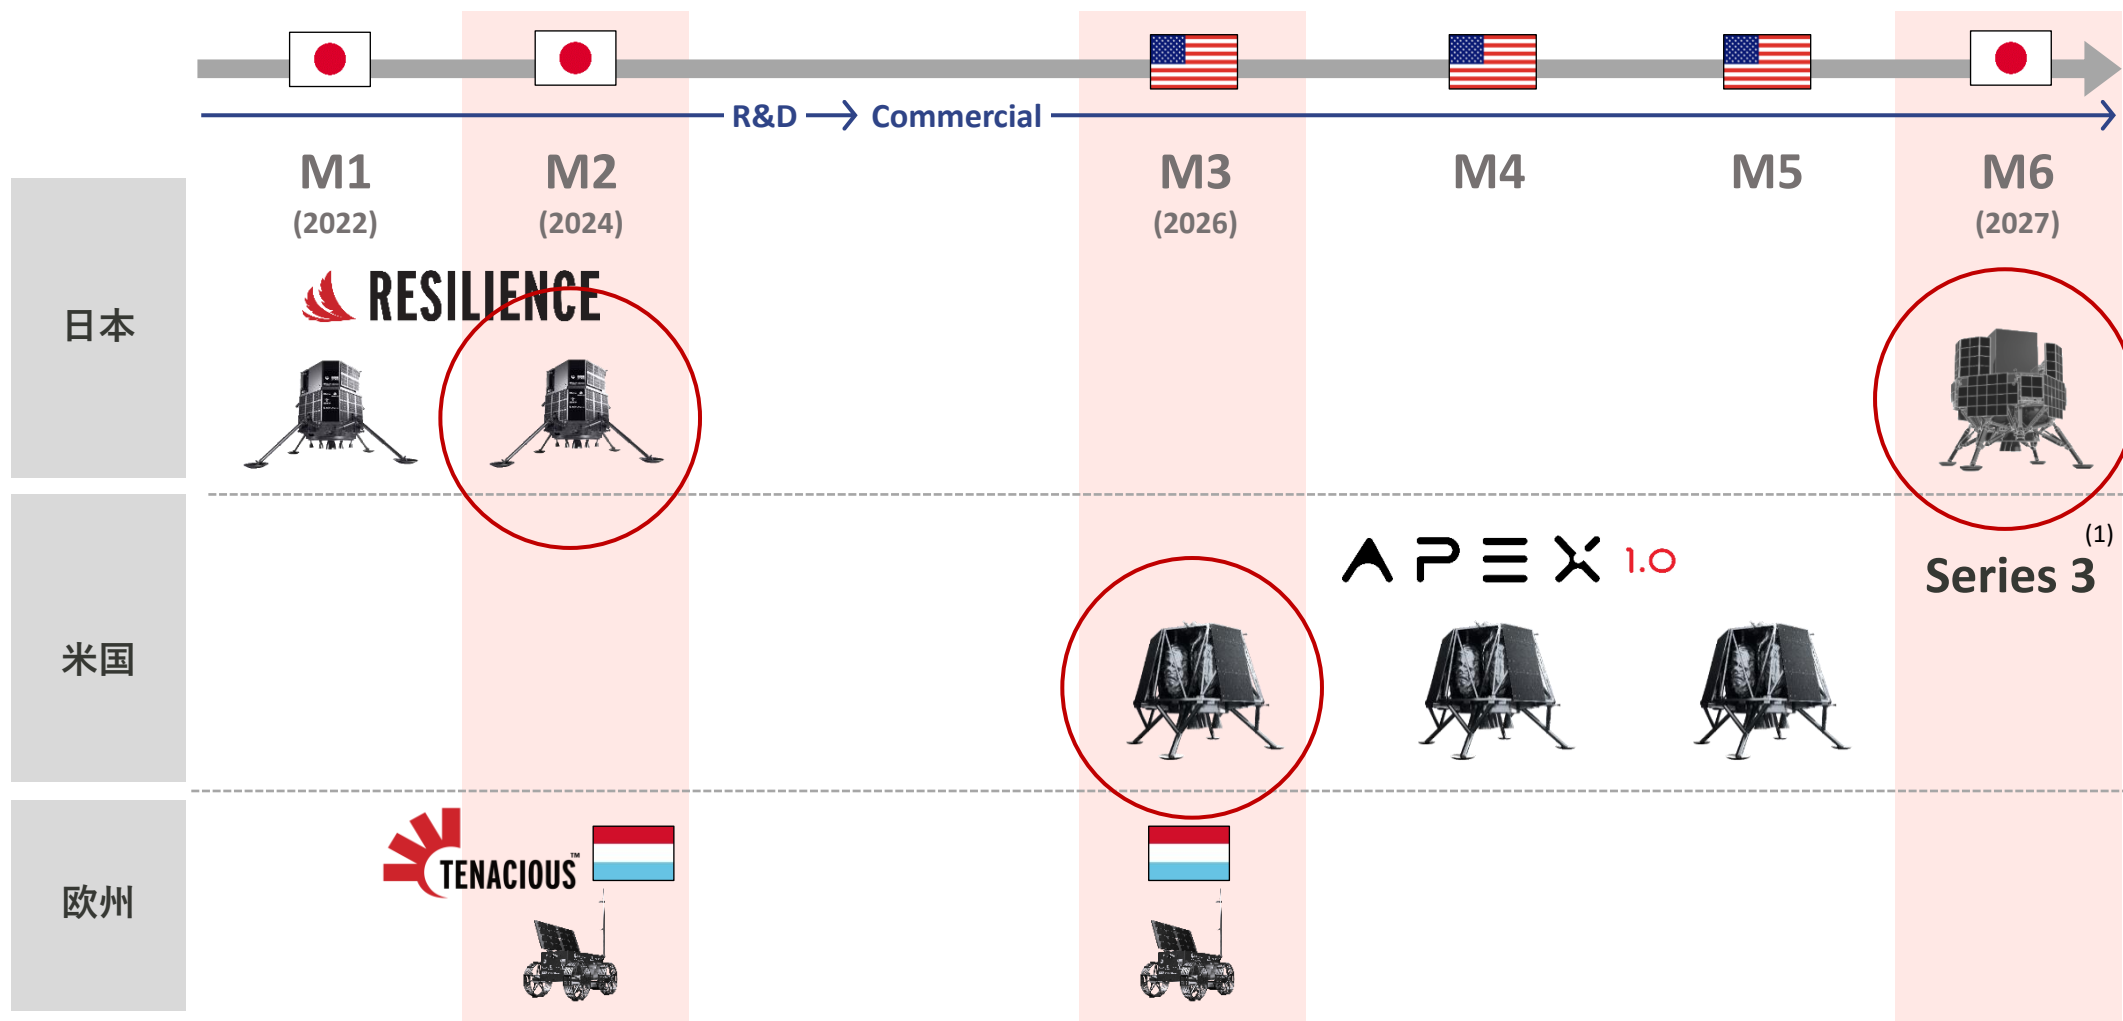 R&D
Commercial
M1
(2022)
M2
(2024)
M3
(2026)
M4
M5
M6
(2027)
日本
RESILIENCE
米国
APEX 1.0
Series 3
(1)
欧州
TENACIOUS™